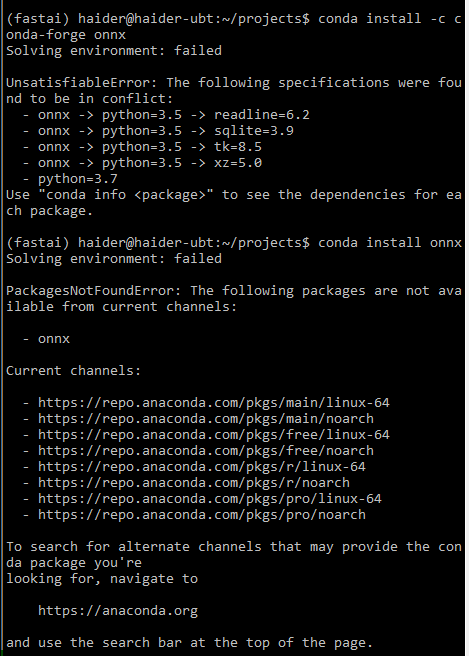 (fastai) haider@haider-ubt:~/projects$ conda install -c c
onda-forge onnx
Solving environment: failed

UnsatisfiableError: The following specifications were fou
nd to be in conflict:
  - onnx -> python=3.5 -> readline=6.2
  - onnx -> python=3.5 -> sqlite=3.9
  - onnx -> python=3.5 -> tk=8.5
  - onnx -> python=3.5 -> xz=5.0
  - python=3.7
Use "conda info <package>" to see the dependencies for ea
ch package.

(fastai) haider@haider-ubt:~/projects$ conda install onnx
Solving environment: failed

PackagesNotFoundError: The following packages are not ava
ilable from current channels:

  - onnx

Current channels:

  - https://repo.anaconda.com/pkgs/main/linux-64
  - https://repo.anaconda.com/pkgs/main/noarch
  - https://repo.anaconda.com/pkgs/free/linux-64
  - https://repo.anaconda.com/pkgs/free/noarch
  - https://repo.anaconda.com/pkgs/r/linux-64
  - https://repo.anaconda.com/pkgs/r/noarch
  - https://repo.anaconda.com/pkgs/pro/linux-64
  - https://repo.anaconda.com/pkgs/pro/noarch

To search for alternate channels that may provide the con
da package you're
looking for, navigate to

    https://anaconda.org

and use the search bar at the top of the page.